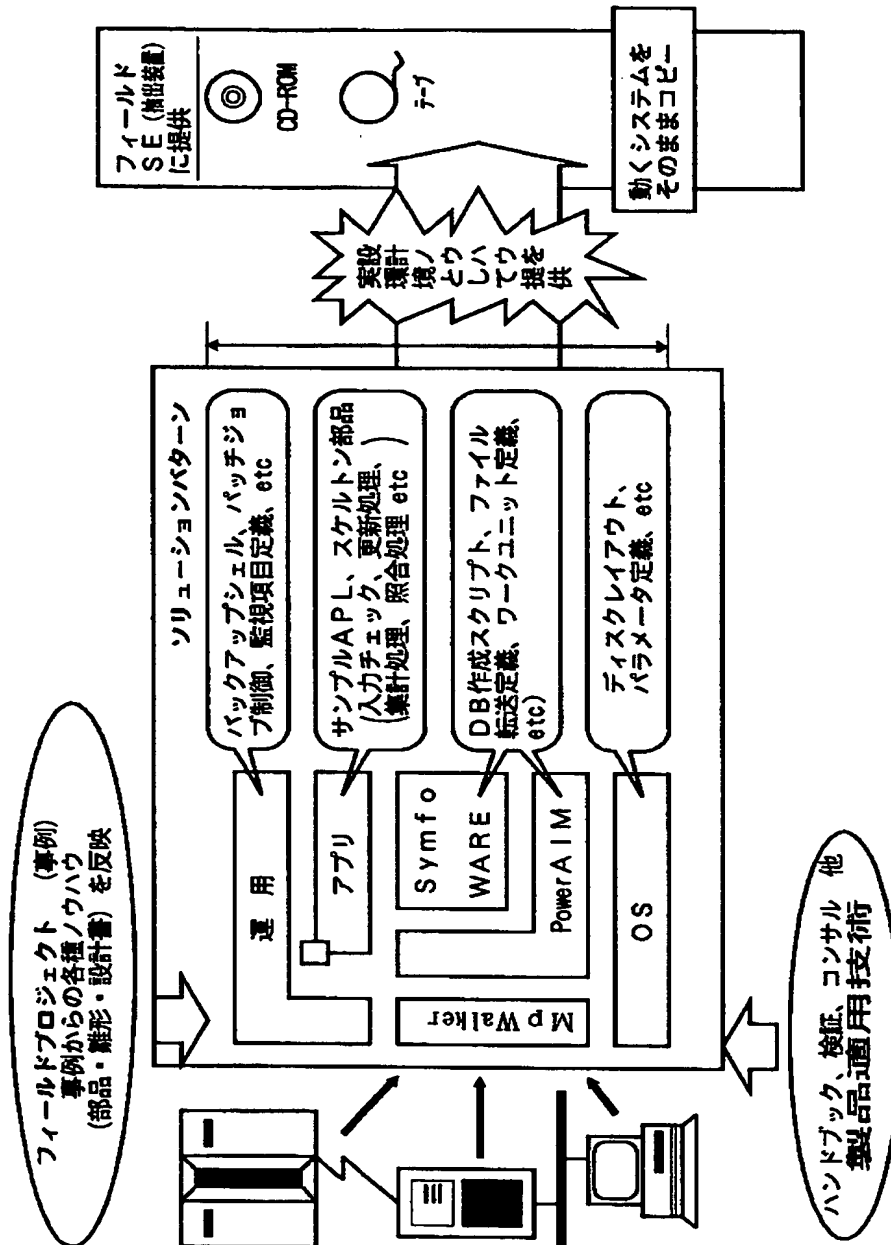 フィールドプロジェクト (事例)
事例からの各種ノウハウ
(部品・雛形・設計書) を反映
ソリューションパターン
運用
バックアップシェル、バッチジョ
ブ制御、監視項目定義、etc
アプリ
サンプルAPL、スケルトン部品
(入力チェック、更新処理、
集計処理、照合処理 etc)
Mp Walker
Symfo
WARE
PowerAIM
DB作成スクリプト、ファイル
転送定義、ワークユニット定義、
etc)
OS
ディスクレイアウト、
パラメータ定義、etc
ハンドブック、検証、コンサル 他
製品適用技術
設計ノウハウを
実環境として提供
フィールド
SE (抽出装置)
に提供
CD-ROM
テープ
動くシステムを
そのままコピー